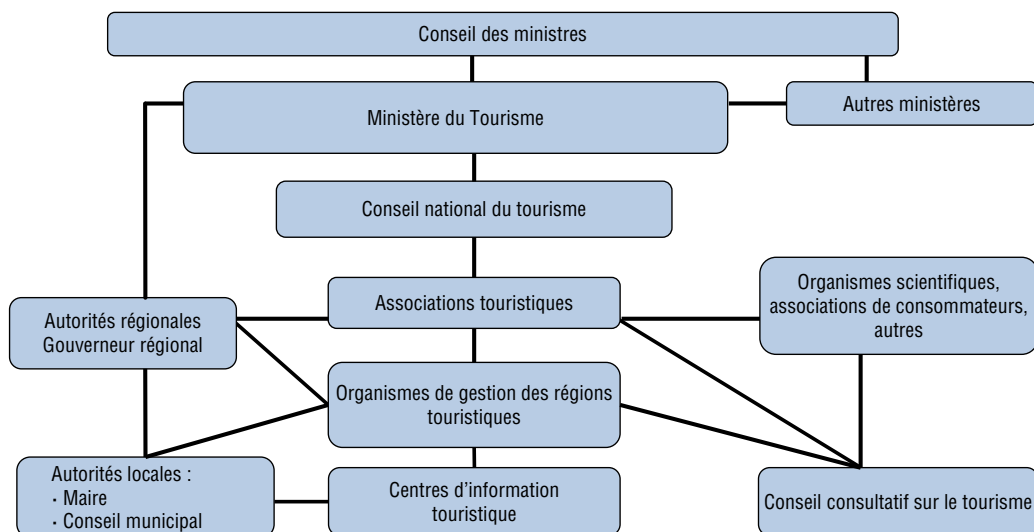 Conseil des ministres
Ministère du Tourisme
Autres ministères
Conseil national du tourisme
Associations touristiques
Organismes scientifiques,
associations de consommateurs,
autres
Autorités régionales
Gouverneur régional
Organismes de gestion des régions
touristiques
Autorités locales :
· Maire
· Conseil municipal
Centres d’information
touristique
Conseil consultatif sur le tourisme